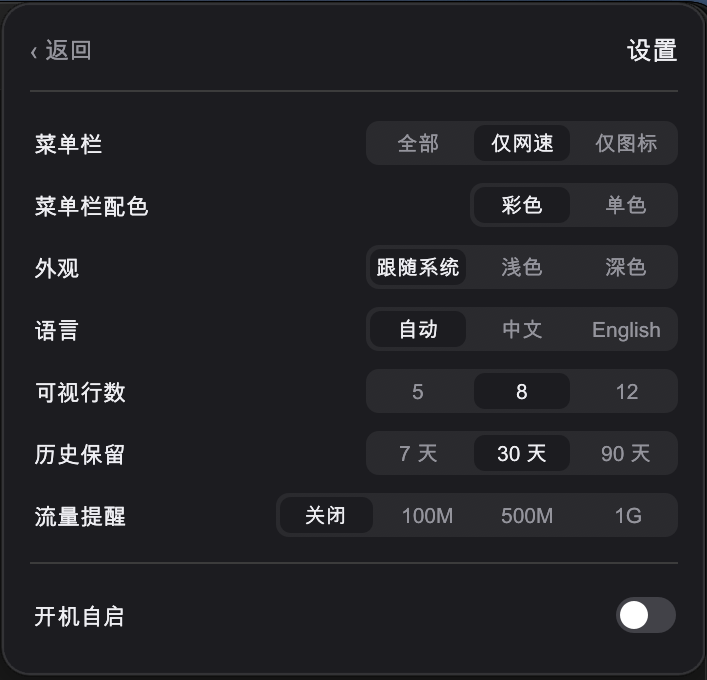 ‹ 返回 设置
菜单栏 全部 仅网速 仅图标
菜单栏配色 彩色 单色
外观 跟随系统 浅色 深色
语言 自动 中文 English
可视行数 5 8 12
历史保留 7 天 30 天 90 天
流量提醒 关闭 100M 500M 1G
开机自启